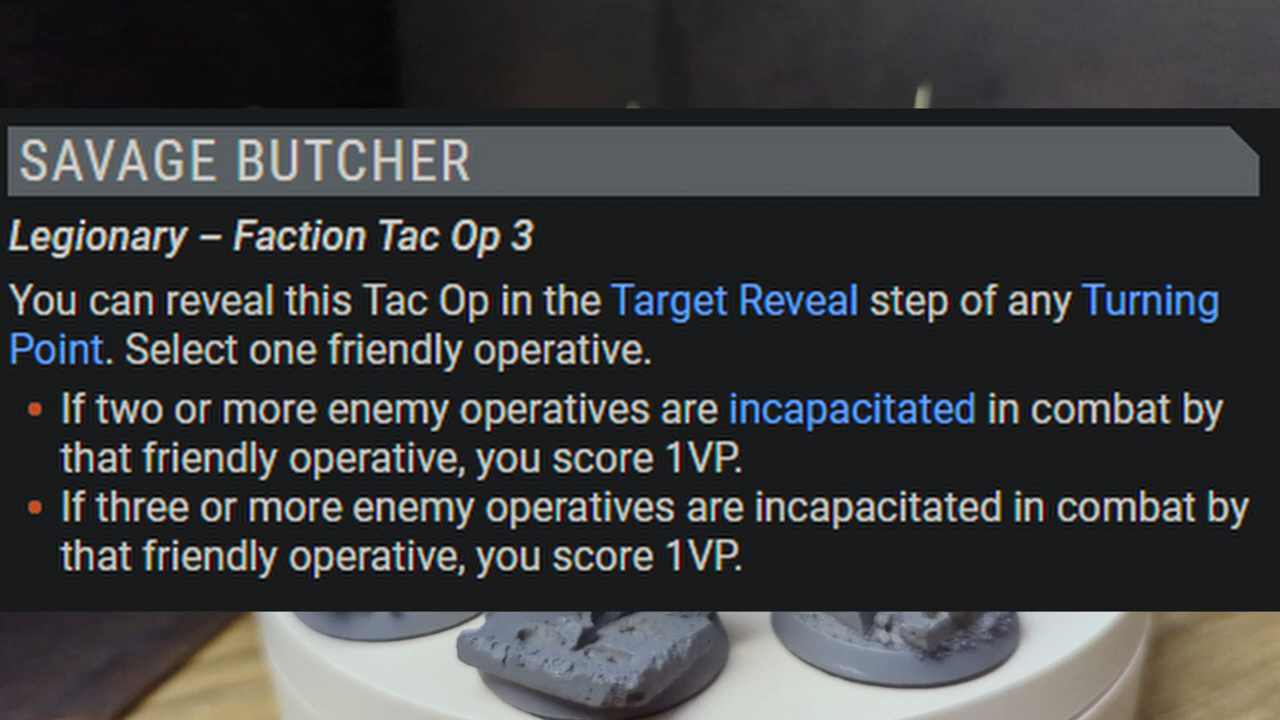 SAVAGE BUTCHER
Legionary – Faction Tac Op 3
You can reveal this Tac Op in the Target Reveal step of any Turning
Point. Select one friendly operative.
• If two or more enemy operatives are incapacitated in combat by
that friendly operative, you score 1VP.
• If three or more enemy operatives are incapacitated in combat by
that friendly operative, you score 1VP.